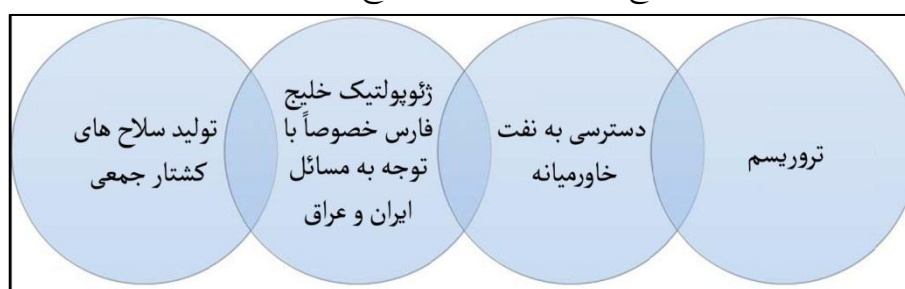 تروریسم
دسترسی به نفت
خاورمیانه
ژئوپولتیک خلیج
فارس خصوصاً با
توجه به مسائل
ایران و عراق
تولید سلاح های
کشتار جمعی